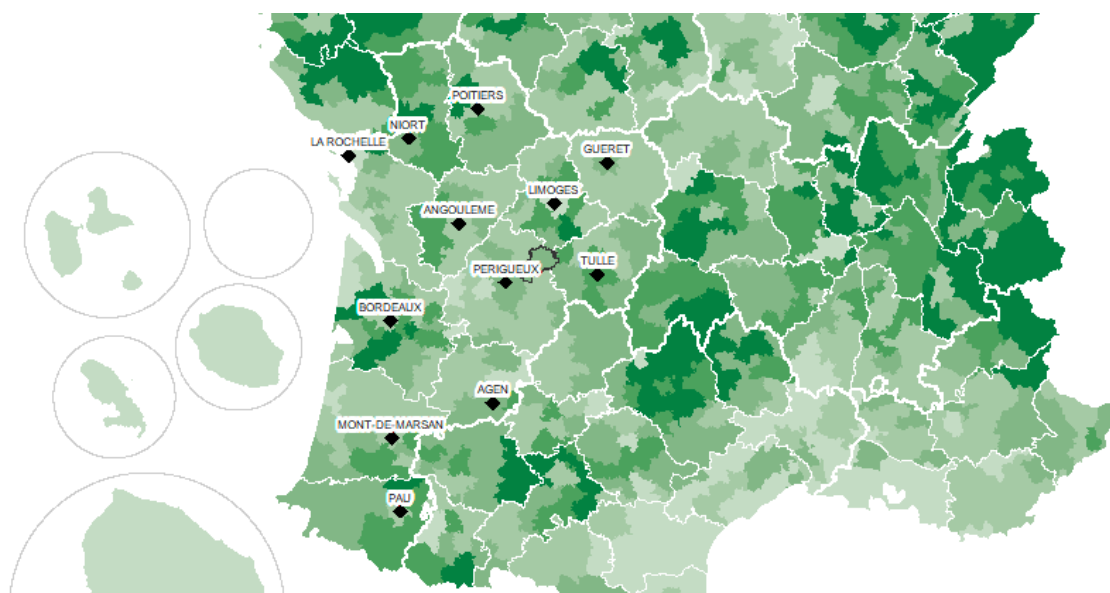 POITIERS
NIORT
LA ROCHELLE
GUERET
LIMOGES
ANGOULEME
TULLE
PERIGUEUX
BORDEAUX
AGEN
MONT-DE-MARSAN
PAU